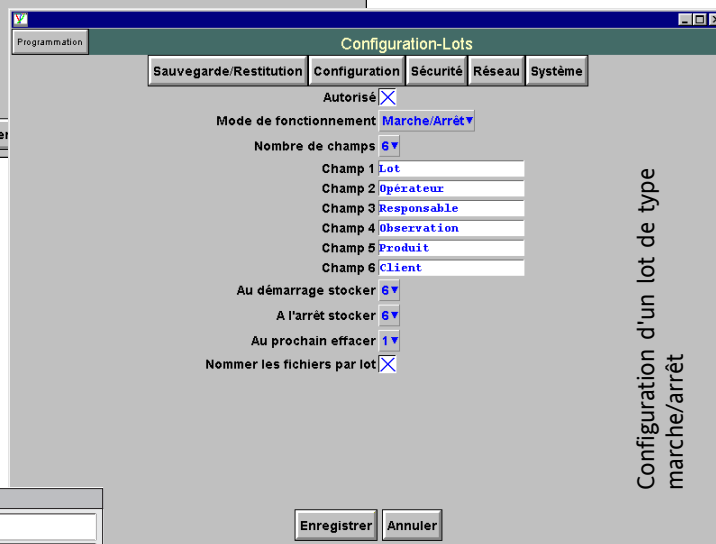 Programmation
Configuration-Lots
Sauvegarde/Restitution Configuration Sécurité Réseau Système
Autorisé
Mode de fonctionnement Marche/Arrêt
Nombre de champs 6
Champ 1 Lot
Champ 2 Opérateur
Champ 3 Responsable
Champ 4 Observation
Champ 5 Produit
Champ 6 Client
Au démarrage stocker 6
A l'arrêt stocker 6
Au prochain effacer 1
Nommer les fichiers par lot
Enregistrer Annuler
Configuration d'un lot de type
marche/arrêt